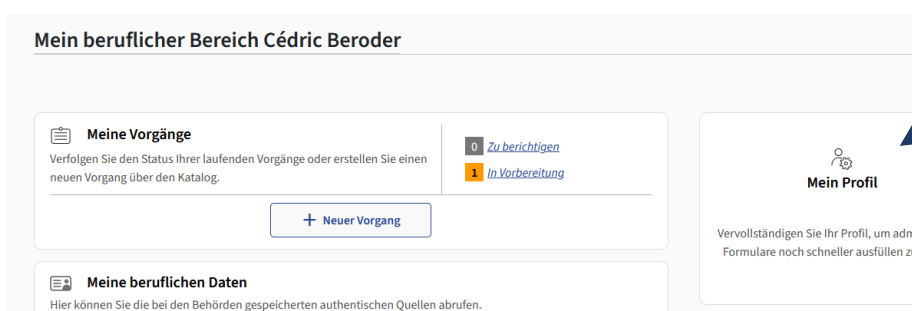 Mein beruflicher Bereich Cédric Beroder
Meine Vorgänge
Verfolgen Sie den Status Ihrer laufenden Vorgänge oder erstellen Sie einen
neuen Vorgang über den Katalog.
0 Zu berichtigen
1 In Vorbereitung
+ Neuer Vorgang
Mein Profil
Vervollständigen Sie Ihr Profil, um
Formulare noch schneller ausfüllen
Meine beruflichen Daten
Hier können Sie die bei den Behörden gespeicherten authentischen Quellen abrufen.